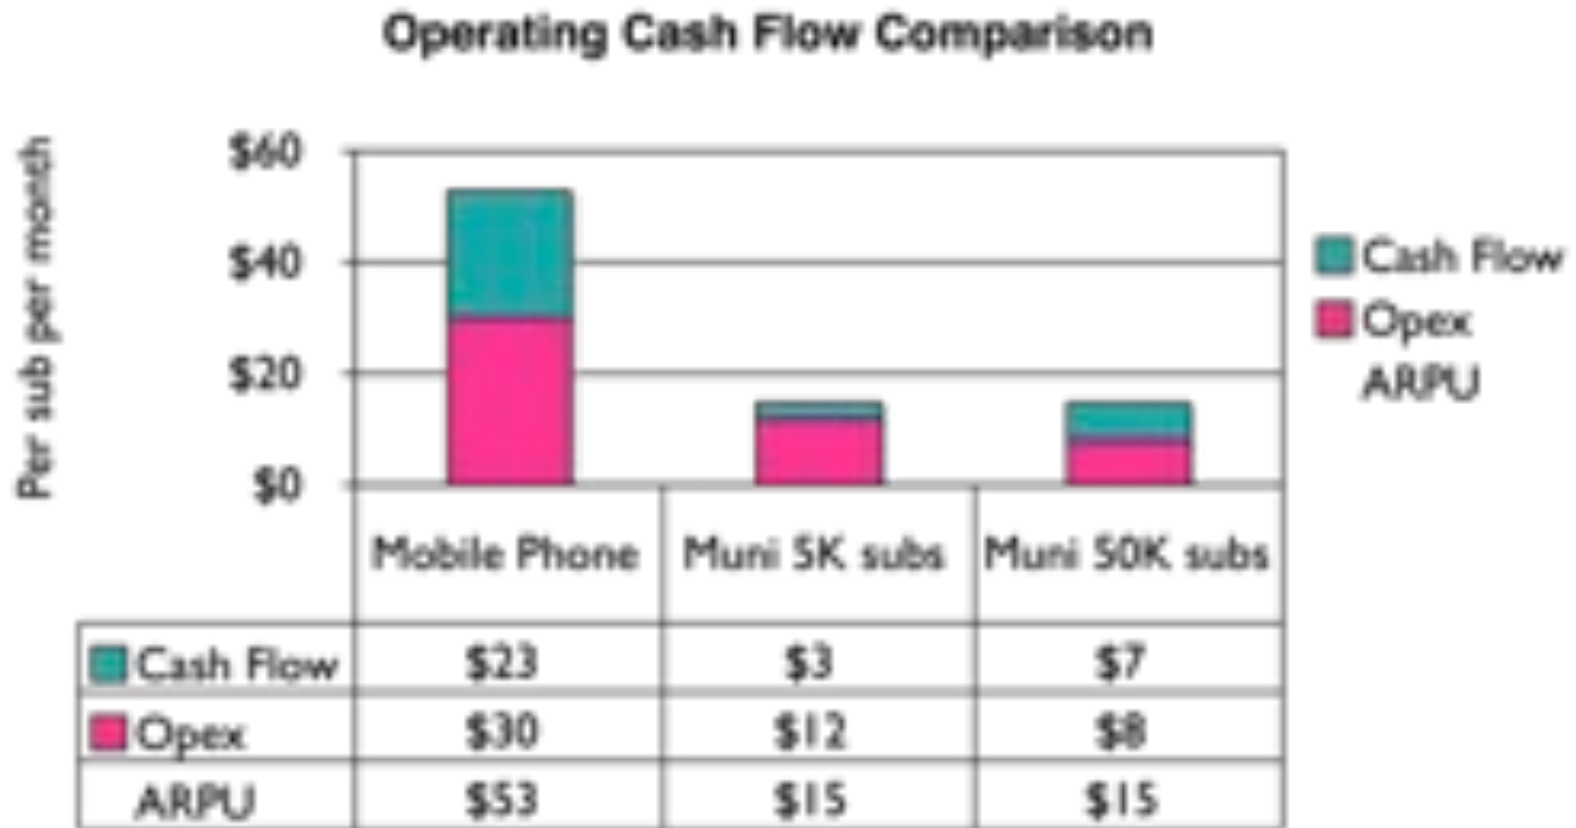 Operating Cash Flow Comparison
Per sub per month
$60
$40
$20
$0
Cash Flow
Opex
ARPU
Mobile Phone Muni 5K subs Muni 50K subs
Cash Flow $23 $3 $7
Opex $30 $12 $8
ARPU $53 $15 $15